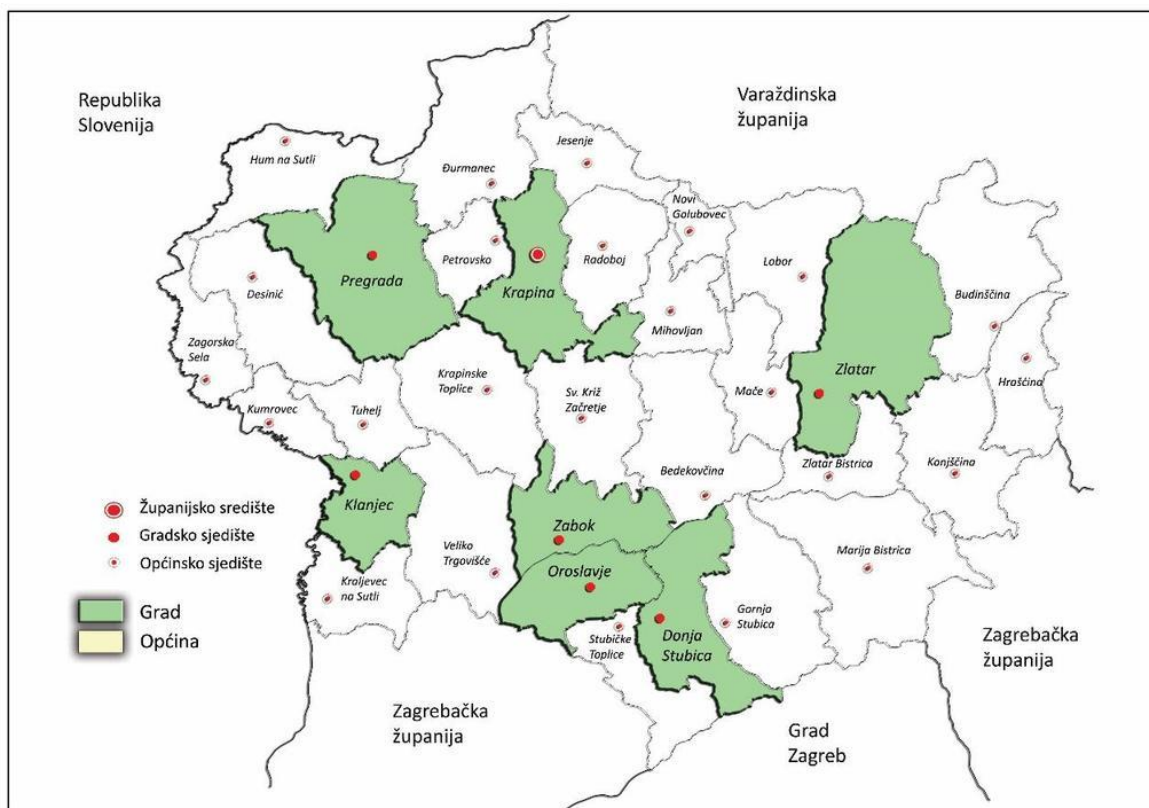 Republika
Slovenija
Varaždinska
županija
Hum na Sutli
Jesenje
Đurmanec
Novi
Golubovec
Petrovsko
Radoboj
Lobor
Pregrada
Desinić
Krapina
Budinščina
Mihovljan
Zagorska
Sela
Krapinske
Toplice
Sv. Križ
Začretje
Mače
Zlatar
Hrašćina
Kumrovec
Tuhelj
Bedekovčina
Zlatar Bistrica
Konjščina
Klanjec
Županijsko središte
Gradsko sjedište
Općinsko sjedište
Zabok
Veliko
Trgovišće
Oroslavje
Marija Bistrica
Kraljevec
na Sutli
Grad
Općina
Stubičke
Toplice
Donja
Stubica
Gornja
Stubica
Zagrebačka
županija
Zagrebačka
županija
Grad
Zagreb